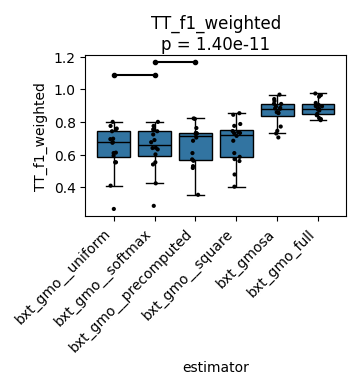 TT_f1_weighted
p = 1.40e-11
TT_f1_weighted
1.2
1.0
0.8
0.6
0.4
bxt_gmo__uniform
bxt_gmo__softmax
bxt_gmo__precomputed
bxt_gmo__square
bxt_gmosa
bxt_gmo_full
estimator